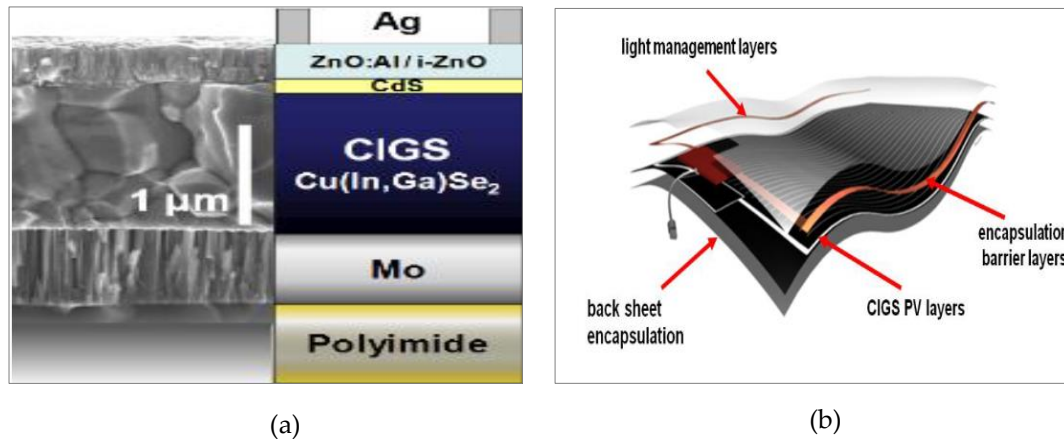 Ag
ZnO:Al / i-ZnO
CdS
CIGS
Cu(In,Ga)Se₂
1 μm
Mo
Polyimide
(a)
light management layers
encapsulation
barrier layers
CIGS PV layers
back sheet
encapsulation
(b)